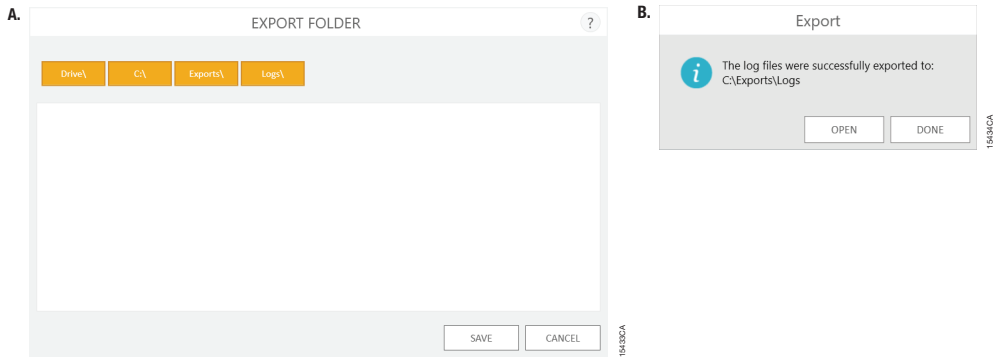 A.
EXPORT FOLDER
?
Drive\ C:\ Exports\ Logs\
SAVE CANCEL
15433CA
B.
Export
i
The log files were successfully exported to:
C:\Exports\Logs
OPEN DONE
15434CA